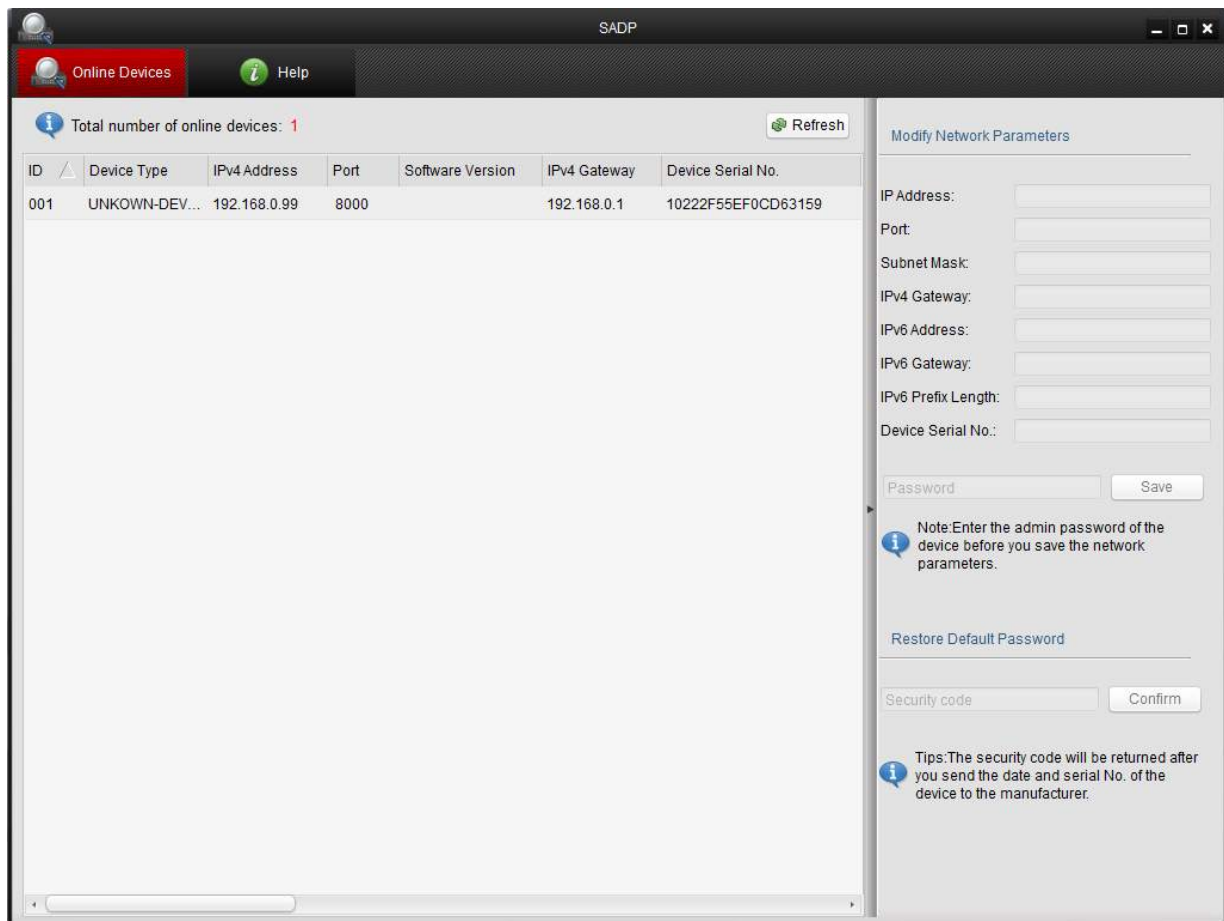 SADP
Online Devices
Help
Total number of online devices: 1
Refresh
ID Device Type IPv4 Address Port Software Version IPv4 Gateway Device Serial No.
001 UNKOWN-DEV... 192.168.0.99 8000 192.168.0.1 10222F55EF0CD63159
Modify Network Parameters
IP Address:
Port:
Subnet Mask:
IPv4 Gateway:
IPv6 Address:
IPv6 Gateway:
IPv6 Prefix Length:
Device Serial No.:
Password
Save
Note:Enter the admin password of the
device before you save the network
parameters.
Restore Default Password
Security code
Confirm
Tips:The security code will be returned after
you send the date and serial No. of the
device to the manufacturer.